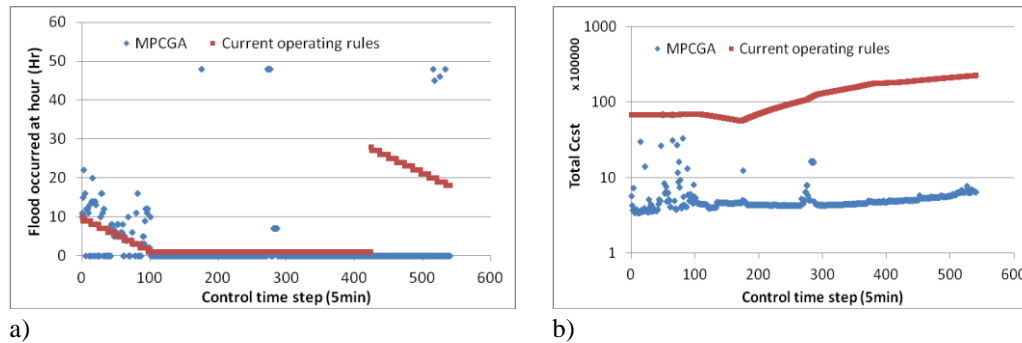 60
50
40
30
20
10
0
Flood occurred at hour (Hr)
MPCGA
Current operating rules
0 100 200 300 400 500 600
Control time step (5min)
a)
x 100000
1000
100
10
1
Total Ccst
MPCGA
Current operating rules
0 100 200 300 400 500 600
Control time step (5min)
b)